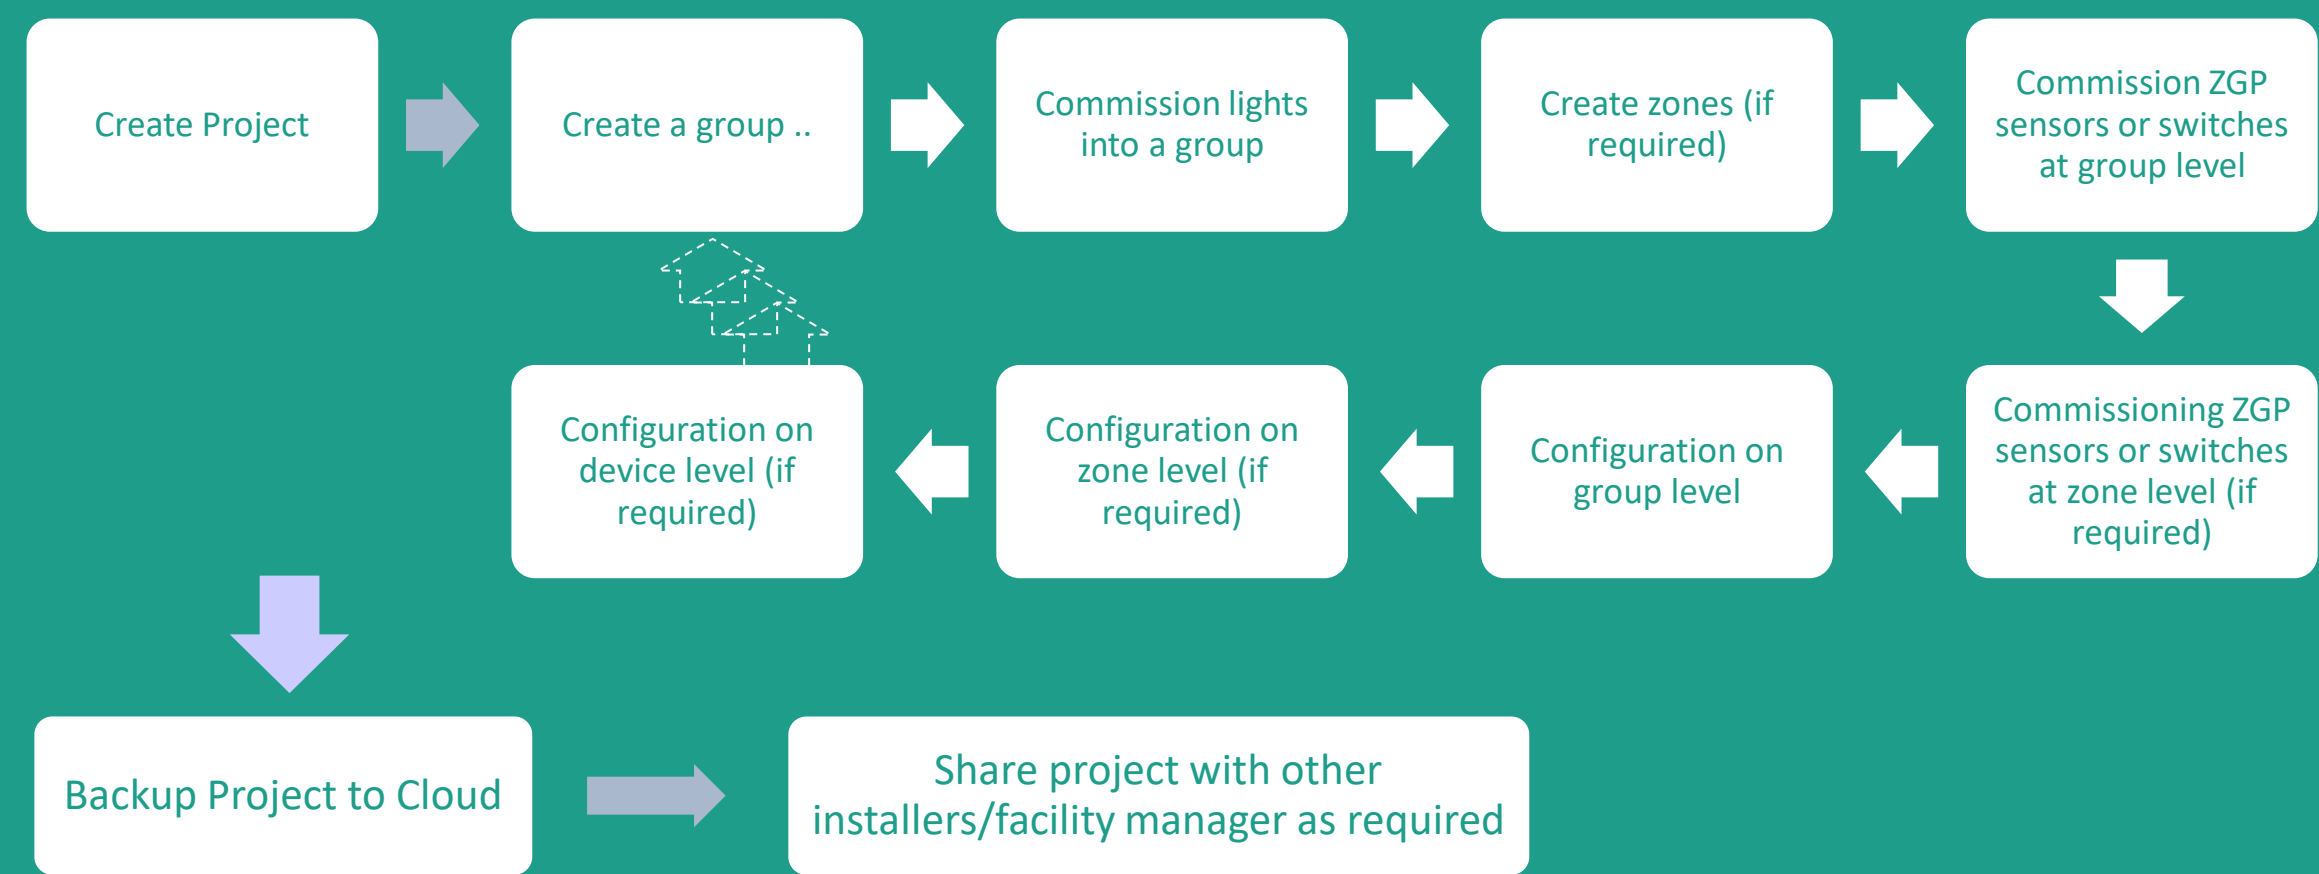 Create Project
Create a group ..
Commission lights
into a group
Create zones (if
required)
Commission ZGP
sensors or switches
at group level
Configuration on
device level (if
required)
Configuration on
zone level (if
required)
Configuration on
group level
Commissioning ZGP
sensors or switches
at zone level (if
required)
Backup Project to Cloud
Share project with other
installers/facility manager as required